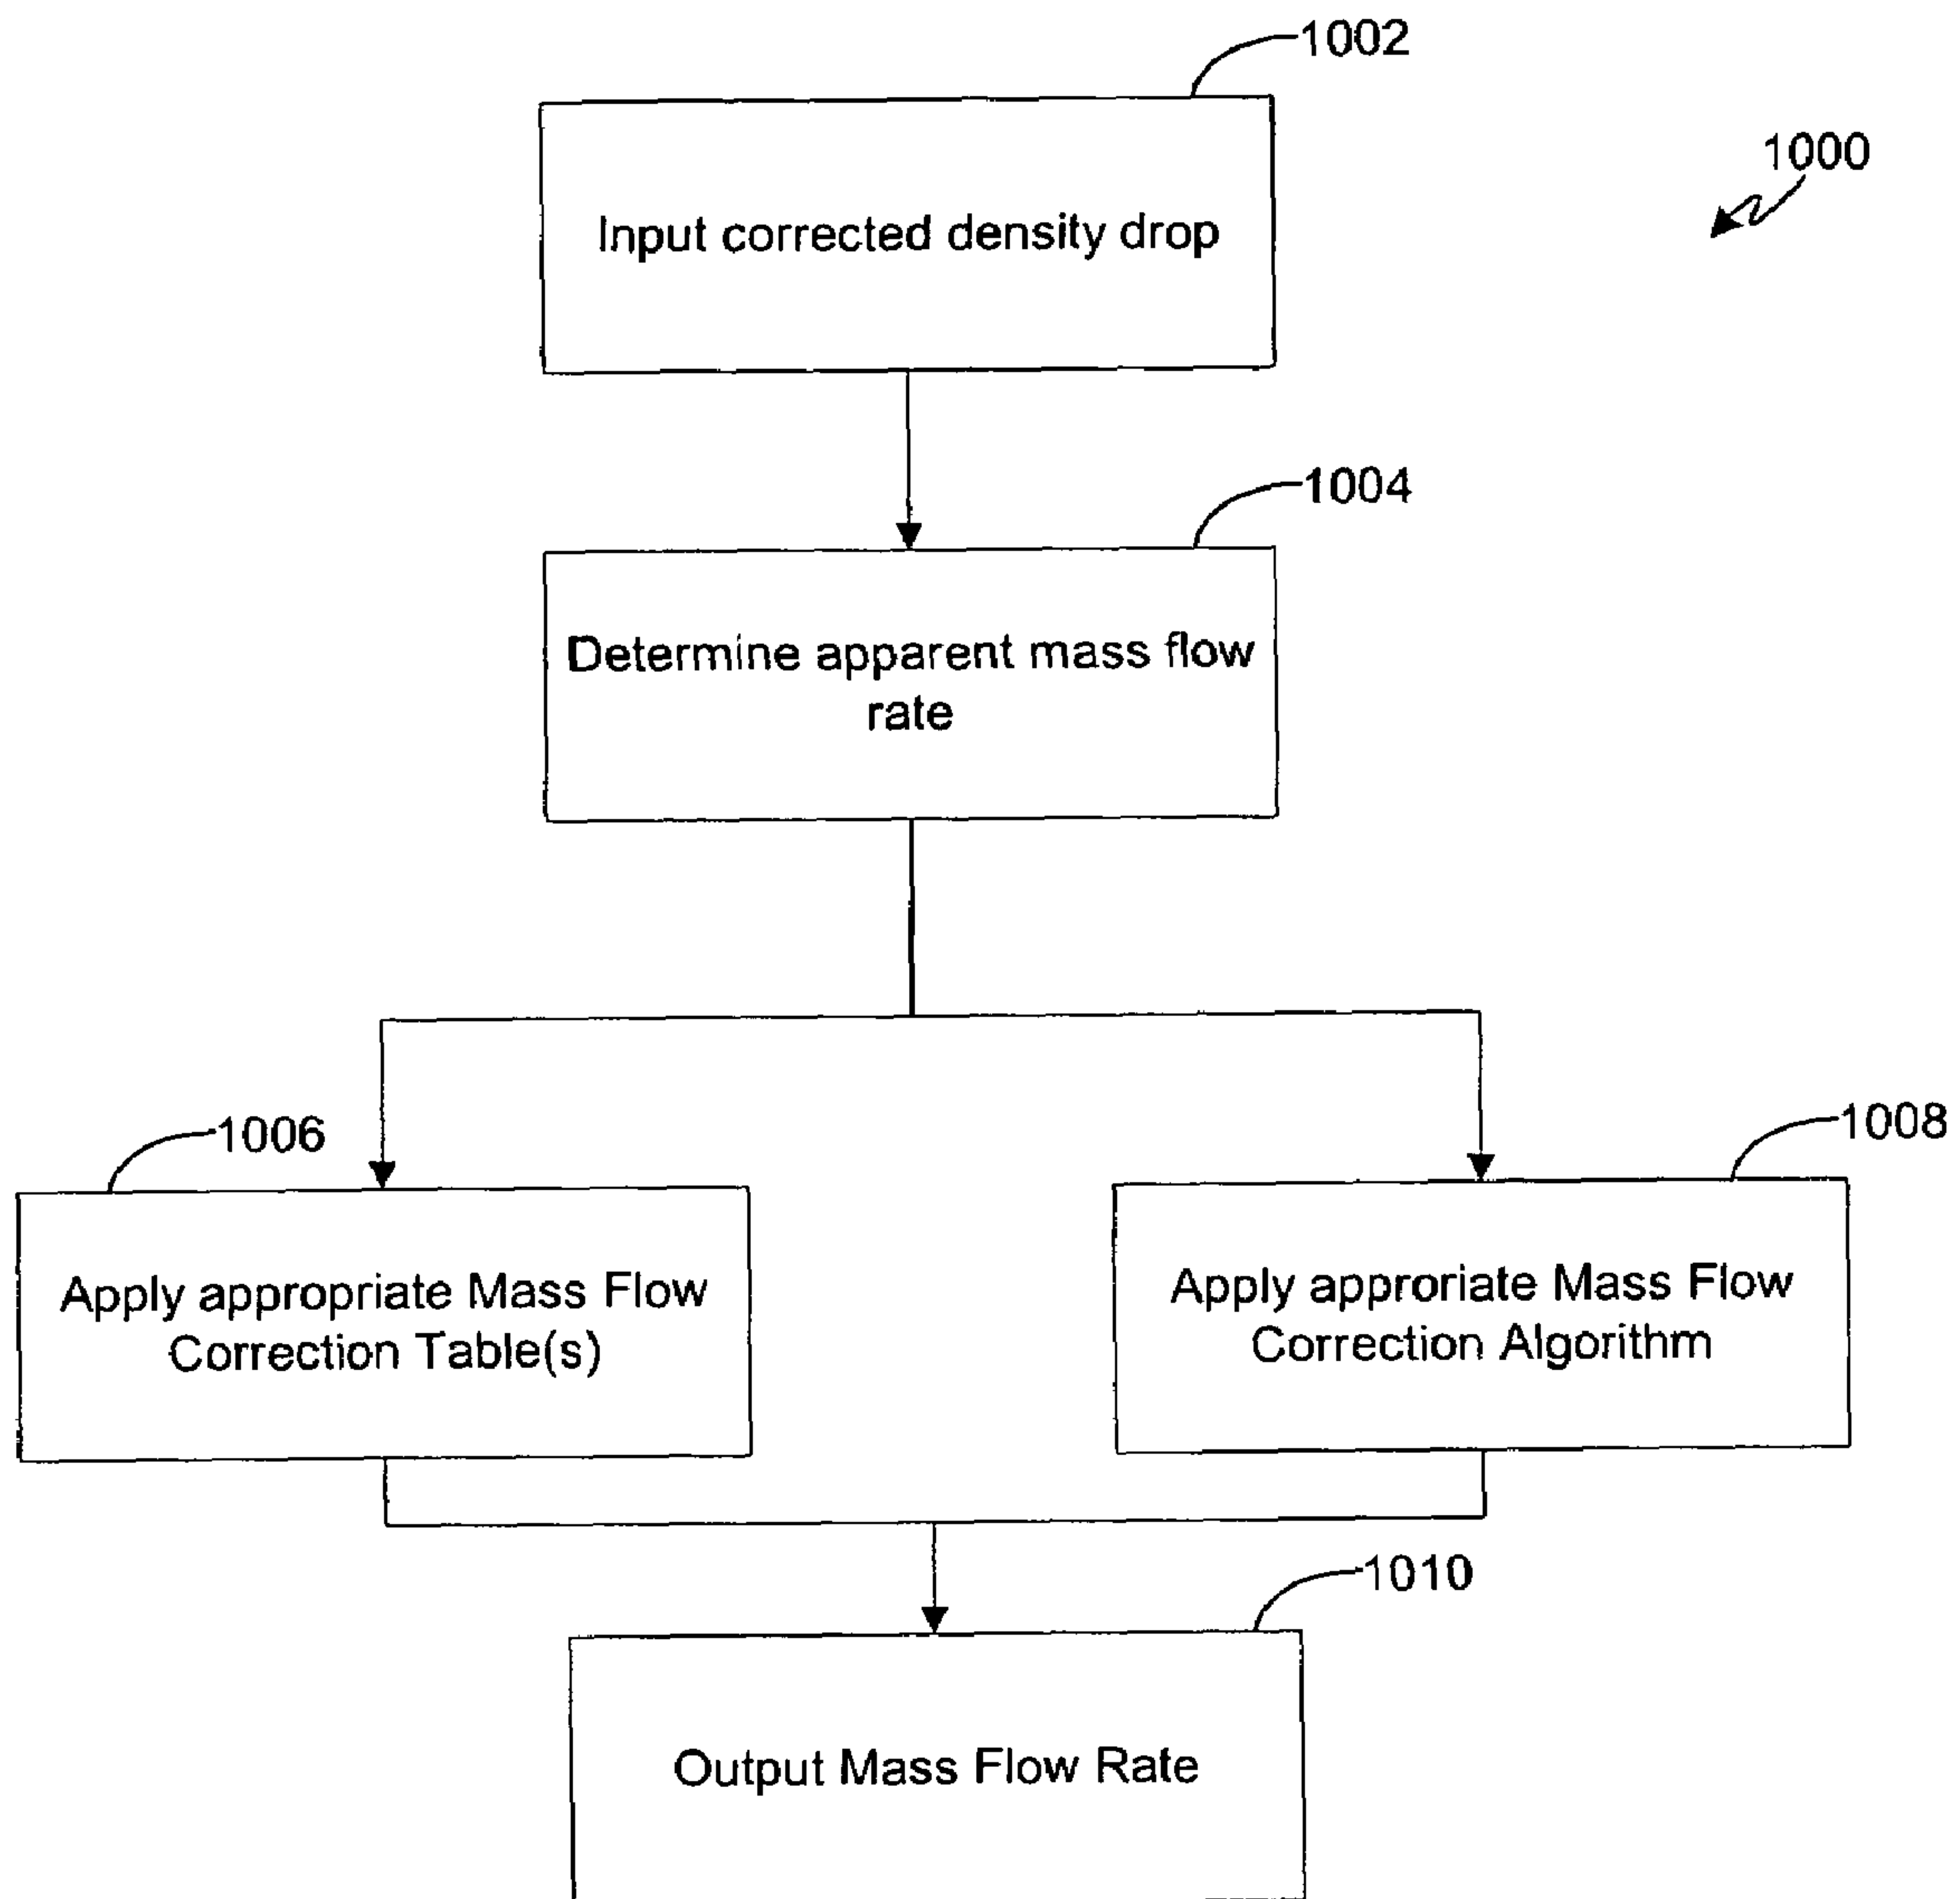 1002
1000
Input corrected density drop
1004
Determine apparent mass flow
rate
1006
1008
Apply appropriate Mass Flow
Correction Table(s)
Apply approriate Mass Flow
Correction Algorithm
1010
Output Mass Flow Rate